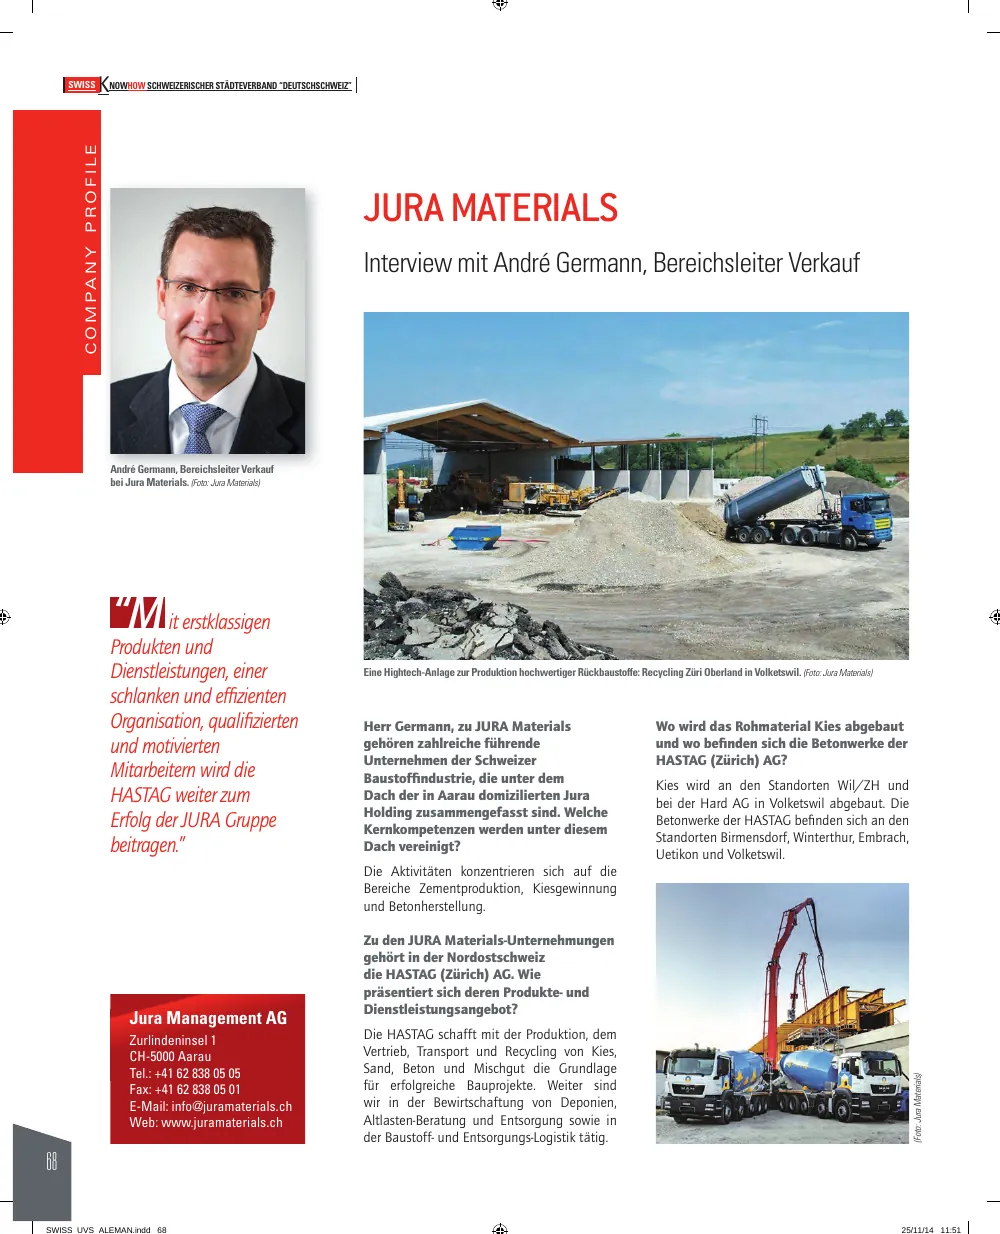 SWISS KNOWHOW SCHWEIZERISCHER STÄDTEVERBAND "DEUTSCHSCHWEIZ"
COMPANY PROFILE
JURA MATERIALS
Interview mit André Germann, Bereichsleiter Verkauf
André Germann, Bereichsleiter Verkauf
bei Jura Materials. (Foto: Jura Materials)
Eine Hightech-Anlage zur Produktion hochwertiger Rückbaustoffe: Recycling Züri Oberland in Volketswil. (Foto: Jura Materials)
“Mit erstklassigen
Produkten und
Dienstleistungen, einer
schlanken und effizienten
Organisation, qualifizierten
und motivierten
Mitarbeitern wird die
HASTAG weiter zum
Erfolg der JURA Gruppe
beitragen.”
Jura Management AG
Zurlindeninsel 1
CH-5000 Aarau
Tel.: +41 62 838 05 05
Fax: +41 62 838 05 01
E-Mail: info@juramaterials.ch
Web: www.juramaterials.ch
Herr Germann, zu JURA Materials
gehören zahlreiche führende
Unternehmen der Schweizer
Baustoffindustrie, die unter dem
Dach der in Aarau domizilierten Jura
Holding zusammengefasst sind. Welche
Kernkompetenzen werden unter diesem
Dach vereinigt?
Die Aktivitäten konzentrieren sich auf die
Bereiche Zementproduktion, Kiesgewinnung
und Betonherstellung.
Zu den JURA Materials-Unternehmungen
gehört in der Nordostschweiz
die HASTAG (Zürich) AG. Wie
präsentiert sich deren Produkte- und
Dienstleistungsangebot?
Die HASTAG schafft mit der Produktion, dem
Vertrieb, Transport und Recycling von Kies,
Sand, Beton und Mischgut die Grundlage
für erfolgreiche Bauprojekte. Weiter sind
wir in der Bewirtschaftung von Deponien,
Altlasten-Beratung und Entsorgung sowie in
der Baustoff- und Entsorgungs-Logistik tätig.
Wo wird das Rohmaterial Kies abgebaut
und wo befinden sich die Betonwerke der
HASTAG (Zürich) AG?
Kies wird an den Standorten Wil/ZH und
bei der Hard AG in Volketswil abgebaut. Die
Betonwerke der HASTAG befinden sich an den
Standorten Birmensdorf, Winterthur, Embrach,
Uetikon und Volketswil.
(Foto: Jura Materials)
68
SWISS_UVS_ALEMAN.indd 68
25/11/14 11:51